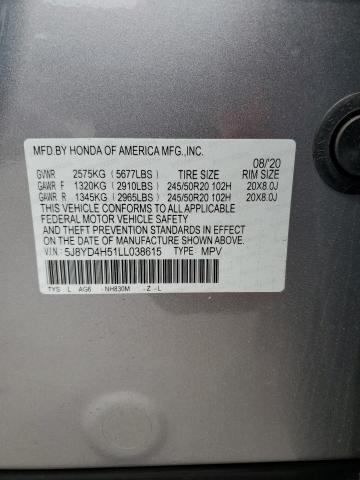 MFD.BY HONDA OF AMERICA MFG.,INC.
08/'20
GVWR 2575KG (5677LBS) TIRE SIZE RIM SIZE
GAWR F 1320KG (2910LBS) 245/50R20 102H 20X8.0J
GAWR R 1345KG (2965LBS) 245/50R20 102H 20X8.0J
THIS VEHICLE CONFORMS TO ALL APPLICABLE
FEDERAL MOTOR VEHICLE SAFETY
AND THEFT PREVENTION STANDARDS IN EFFECT
ON THE DATE OF MANUFACTURE SHOWN ABOVE.
V.I.N: 5J8YD4H51LL038615 TYPE: MPV
TYS - L AG6 - NH830M - Z - L